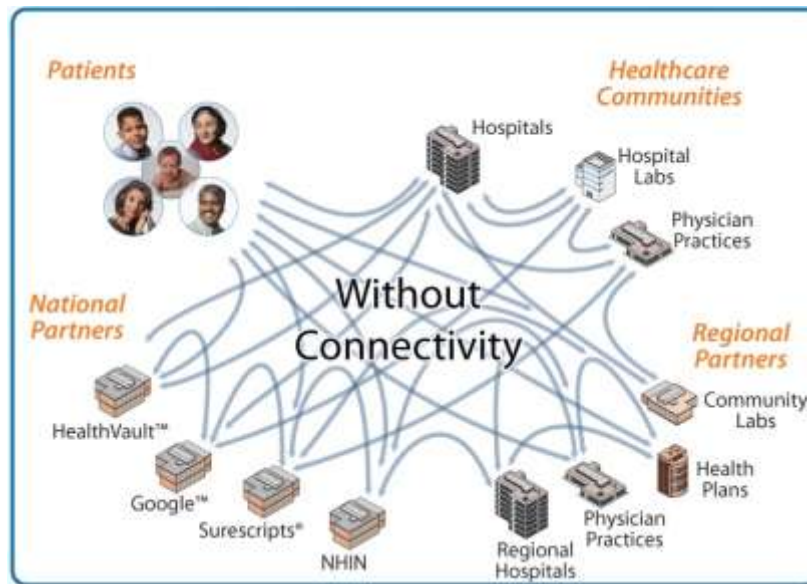 Patients
Healthcare
Communities
Hospitals
Hospital
Labs
Physician
Practices
Without
Connectivity
National
Partners
Regional
Partners
HealthVault™
Google™
Surescripts®
NHIN
Regional
Hospitals
Physician
Practices
Health
Plans
Community
Labs